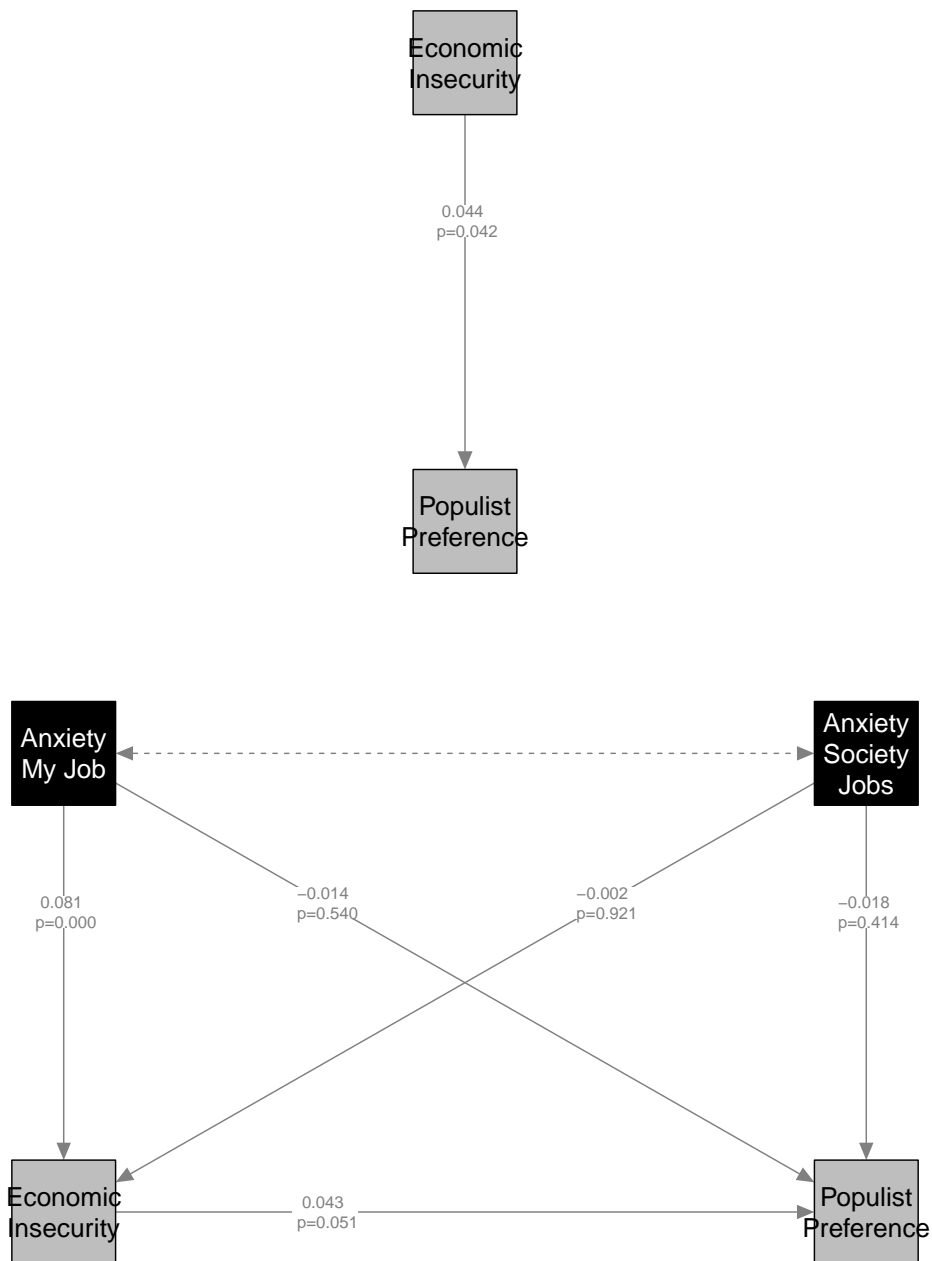 Economic
Insecurity
0.044
p=0.042
Populist
Preference
Anxiety
My Job
Anxiety
Society
Jobs
0.081
p=0.000
−0.014
p=0.540
−0.002
p=0.921
−0.018
p=0.414
Economic
Insecurity
0.043
p=0.051
Populist
Preference